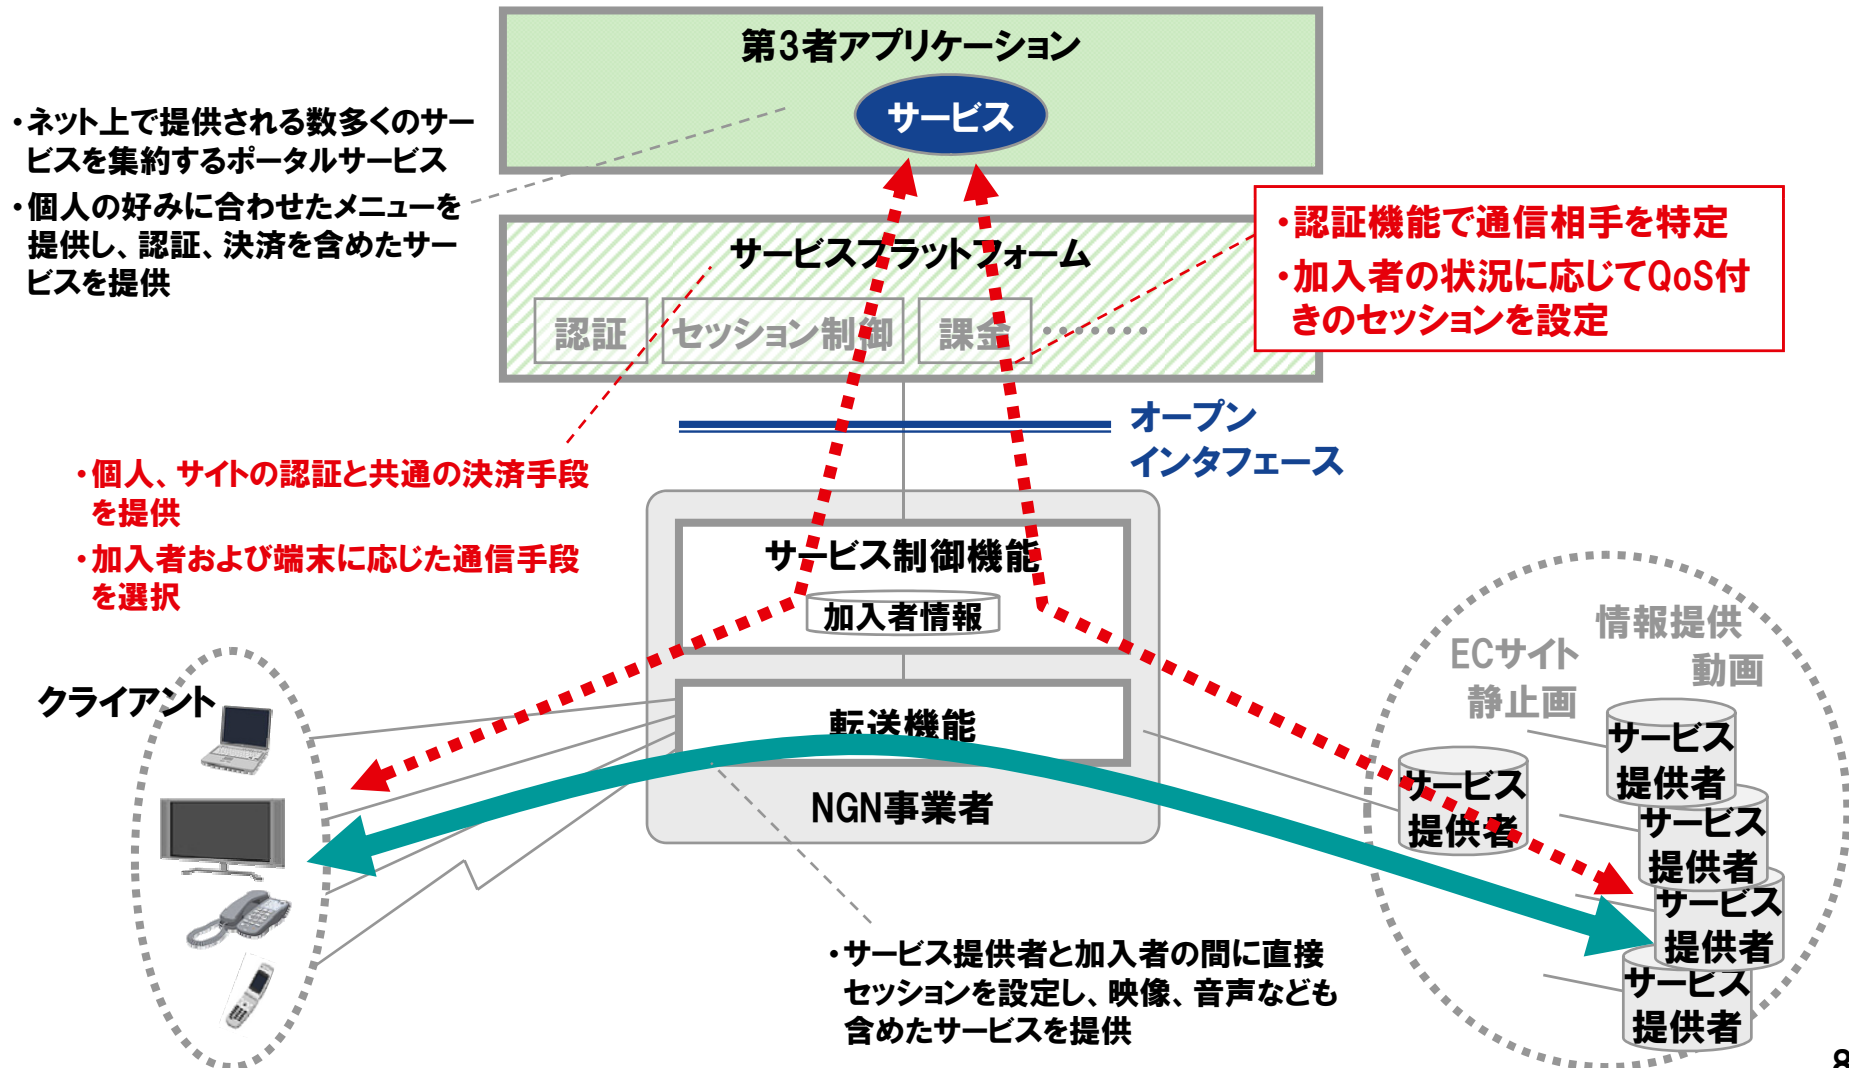 第3者アプリケーション
サービス
・ネット上で提供される数多くのサー
ビスを集約するポータルサービス
・個人の好みに合わせたメニューを
提供し、認証、決済を含めたサー
ビスを提供
サービスプラットフォーム
認証
セッション制御
課金
・・・・・・・
・認証機能で通信相手を特定
・加入者の状況に応じてQoS付
きのセッションを設定
オープン
インタフェース
・個人、サイトの認証と共通の決済手段
を提供
・加入者および端末に応じた通信手段
を選択
サービス制御機能
加入者情報
転送機能
NGN事業者
クライアント
情報提供
ECサイト
動画
静止画
サービス
提供者
サービス
提供者
サービス
提供者
サービス
提供者
サービス
提供者
・サービス提供者と加入者の間に直接
セッションを設定し、映像、音声なども
含めたサービスを提供
8